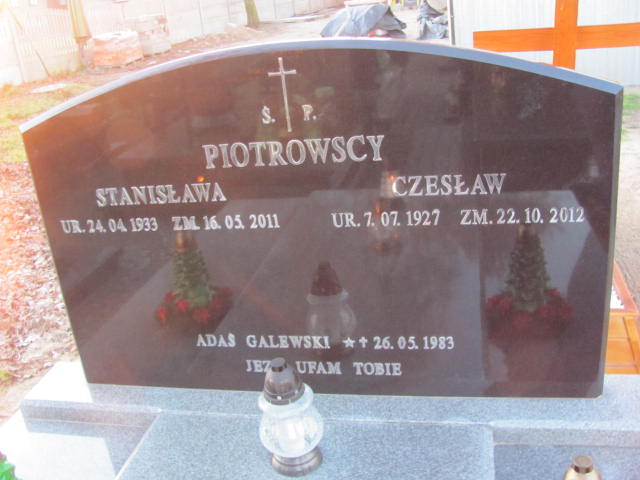 Ś. P.
PIOTROWSCY
STANISŁAWA CZESŁAW
UR. 24.04.1933 ZM. 16.05.2011 UR. 7.07.1927 ZM. 22.10.2012
ADAŚ GALEWSKI ★✝ 26.05.1983
UFAM TOBIE